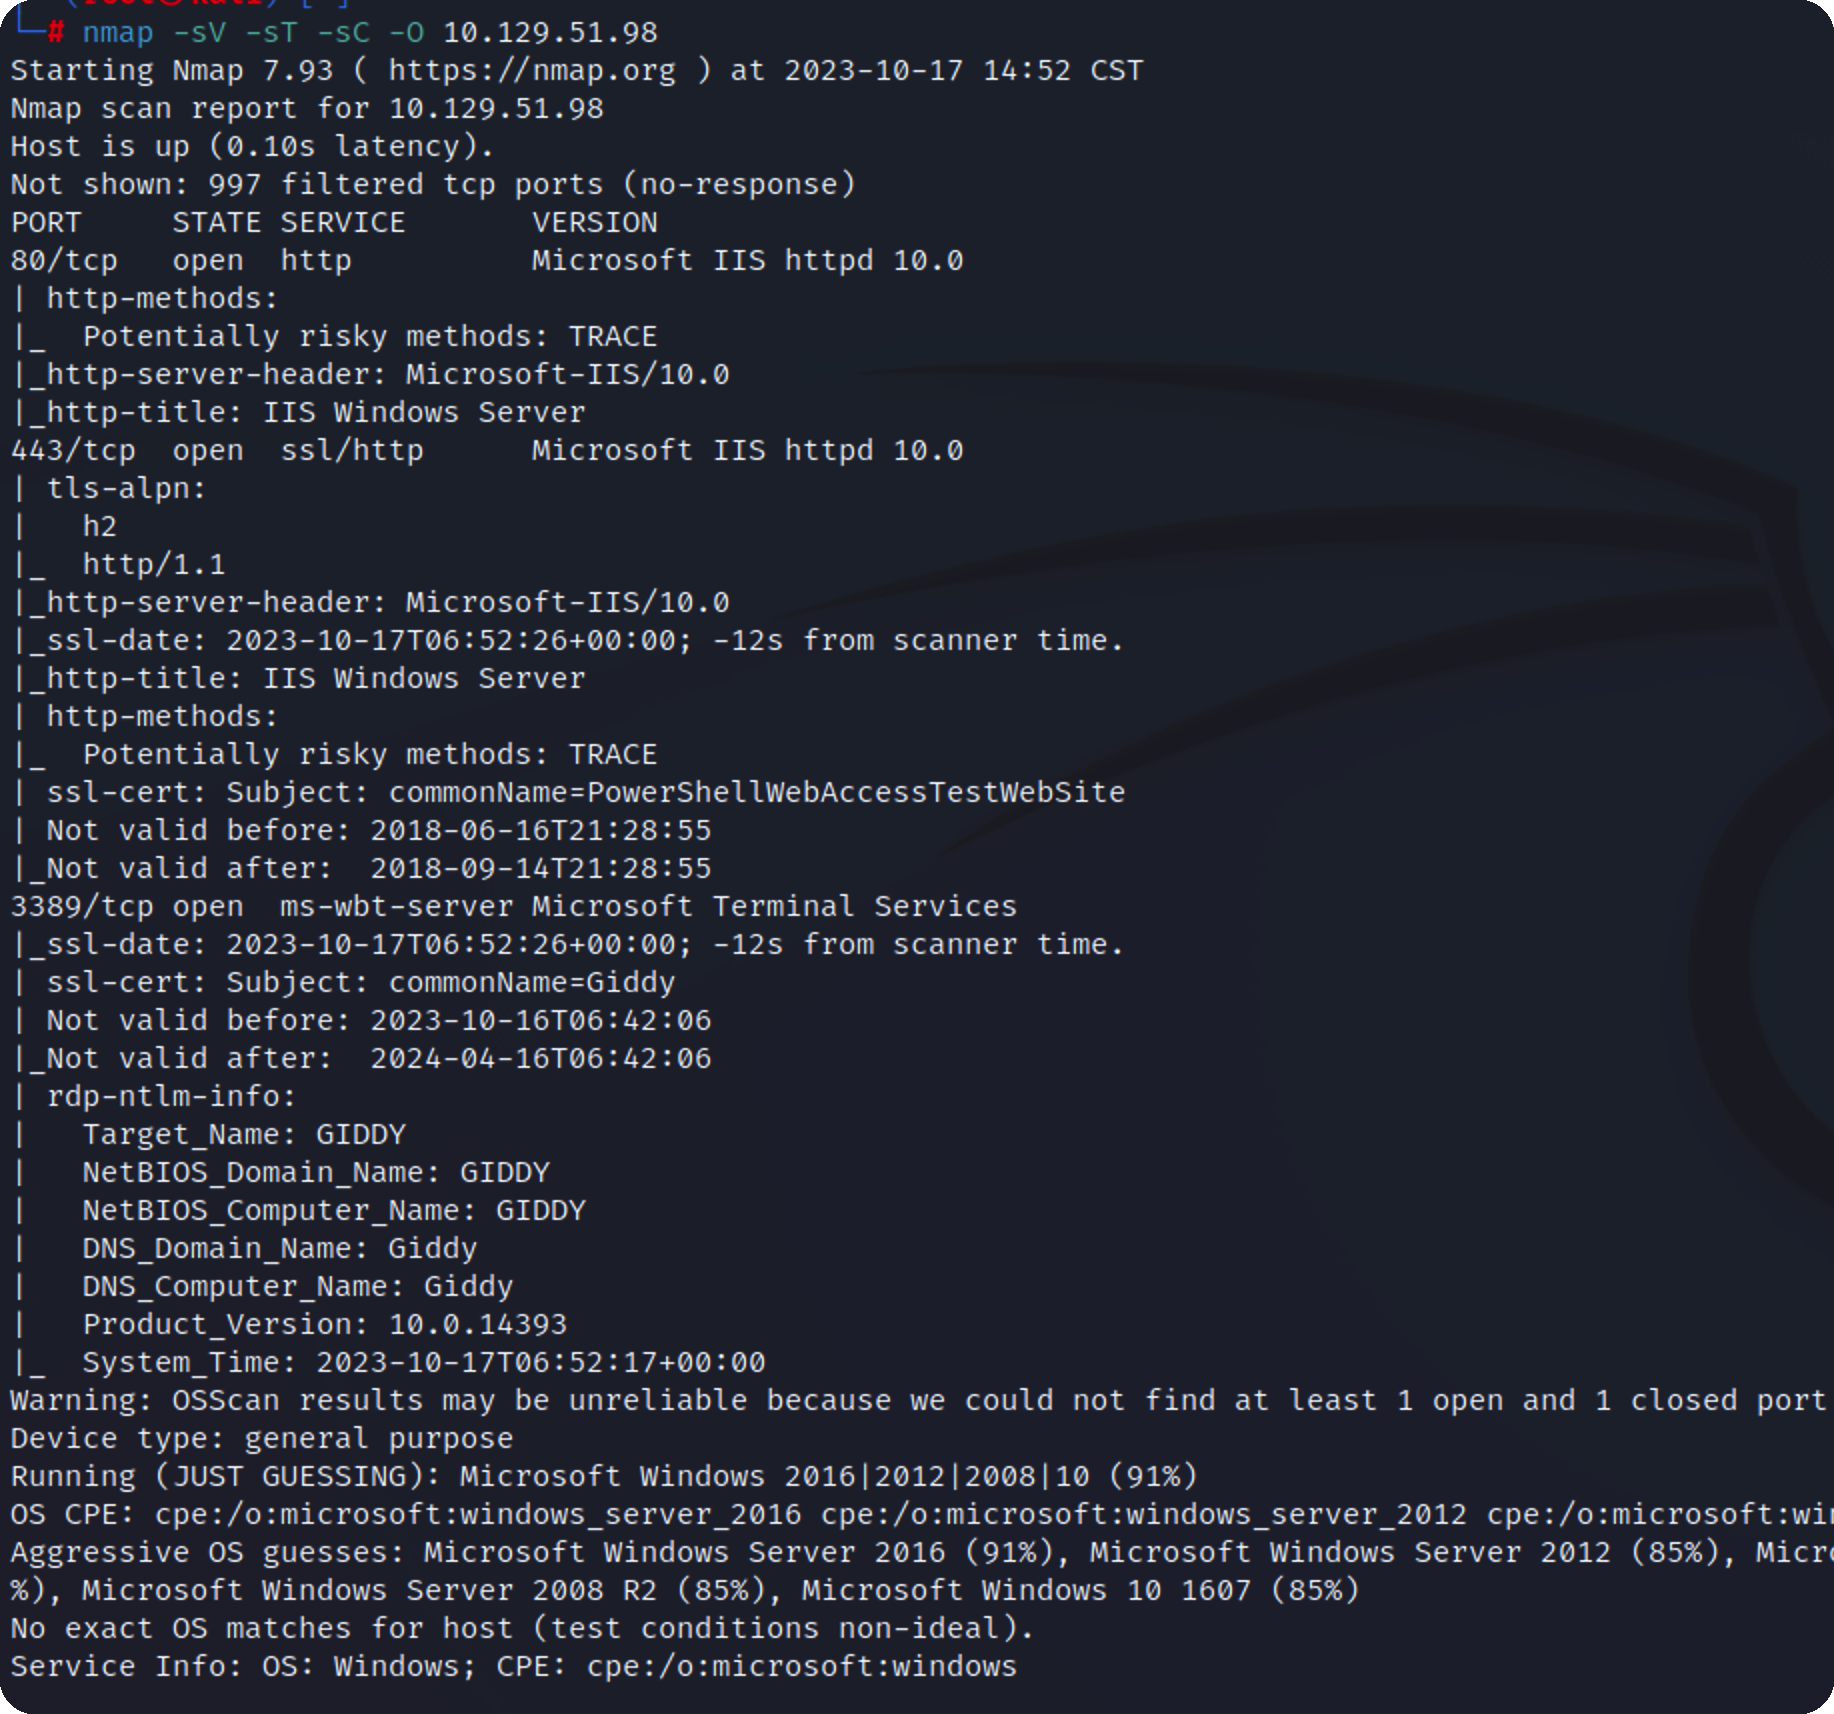 └─# nmap -sV -sT -sC -O 10.129.51.98
Starting Nmap 7.93 ( https://nmap.org ) at 2023-10-17 14:52 CST
Nmap scan report for 10.129.51.98
Host is up (0.10s latency).
Not shown: 997 filtered tcp ports (no-response)
PORT     STATE SERVICE       VERSION
80/tcp   open  http          Microsoft IIS httpd 10.0
| http-methods:
|_  Potentially risky methods: TRACE
|_http-server-header: Microsoft-IIS/10.0
|_http-title: IIS Windows Server
443/tcp  open  ssl/http      Microsoft IIS httpd 10.0
| tls-alpn:
|   h2
|_  http/1.1
|_http-server-header: Microsoft-IIS/10.0
|_ssl-date: 2023-10-17T06:52:26+00:00; -12s from scanner time.
|_http-title: IIS Windows Server
| http-methods:
|_  Potentially risky methods: TRACE
| ssl-cert: Subject: commonName=PowerShellWebAccessTestWebSite
| Not valid before: 2018-06-16T21:28:55
|_Not valid after:  2018-09-14T21:28:55
3389/tcp open  ms-wbt-server Microsoft Terminal Services
|_ssl-date: 2023-10-17T06:52:26+00:00; -12s from scanner time.
| ssl-cert: Subject: commonName=Giddy
| Not valid before: 2023-10-16T06:42:06
|_Not valid after:  2024-04-16T06:42:06
| rdp-ntlm-info:
|   Target_Name: GIDDY
|   NetBIOS_Domain_Name: GIDDY
|   NetBIOS_Computer_Name: GIDDY
|   DNS_Domain_Name: Giddy
|   DNS_Computer_Name: Giddy
|   Product_Version: 10.0.14393
|_  System_Time: 2023-10-17T06:52:17+00:00
Warning: OSScan results may be unreliable because we could not find at least 1 open and 1 closed port
Device type: general purpose
Running (JUST GUESSING): Microsoft Windows 2016|2012|2008|10 (91%)
OS CPE: cpe:/o:microsoft:windows_server_2016 cpe:/o:microsoft:windows_server_2012 cpe:/o:microsoft:win
Aggressive OS guesses: Microsoft Windows Server 2016 (91%), Microsoft Windows Server 2012 (85%), Micro
%), Microsoft Windows Server 2008 R2 (85%), Microsoft Windows 10 1607 (85%)
No exact OS matches for host (test conditions non-ideal).
Service Info: OS: Windows; CPE: cpe:/o:microsoft:windows